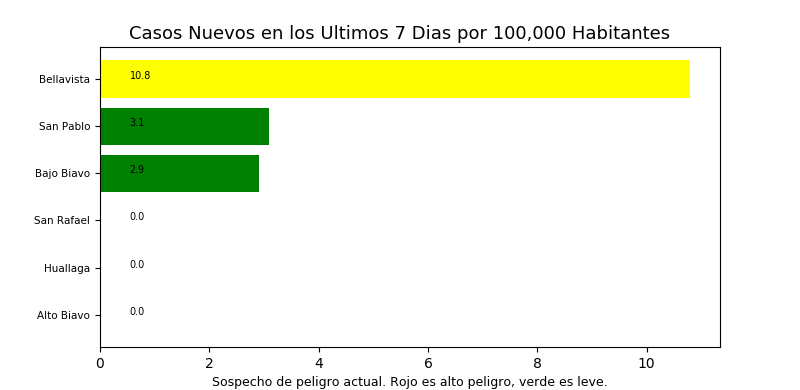 Casos Nuevos en los Ultimos 7 Dias por 100,000 Habitantes
Bellavista 10.8
San Pablo 3.1
Bajo Biavo 2.9
San Rafael 0.0
Huallaga 0.0
Alto Biavo 0.0
0 2 4 6 8 10
Sospecho de peligro actual. Rojo es alto peligro, verde es leve.